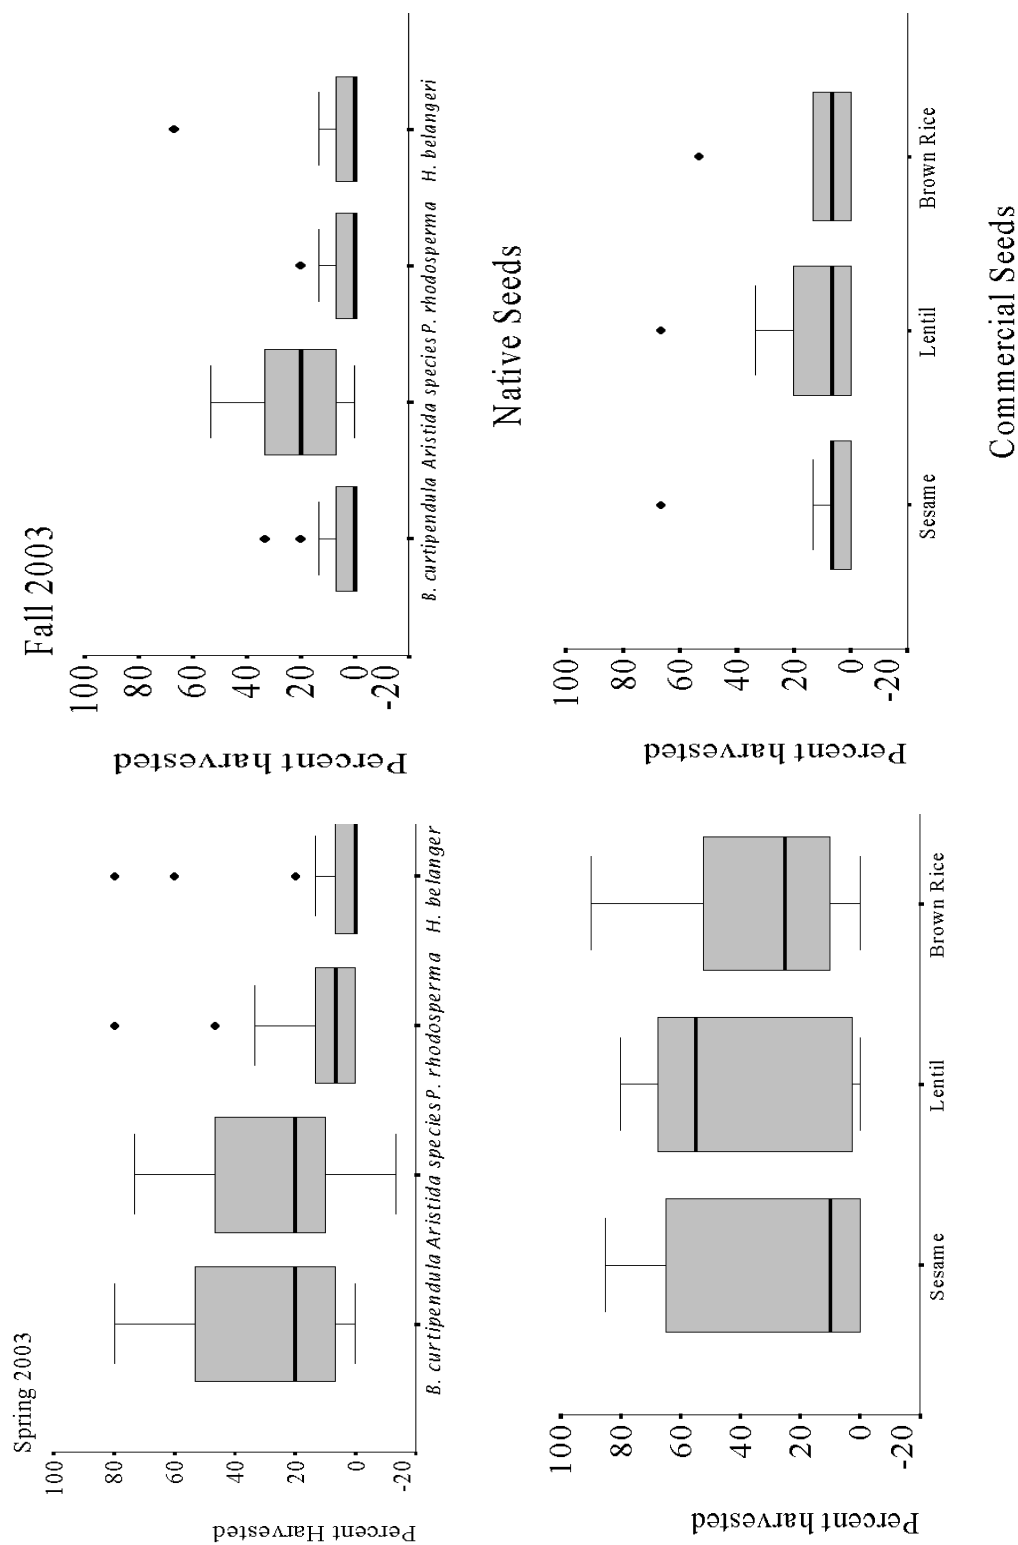 Spring 2003
Percent Harvested
100
80
60
40
20
0
-20
B. curtipendula Aristida species P. rhodosperma H. belanger
Fall 2003
Percent harvested
100
80
60
40
20
0
-20
B. curtipendula Aristida species P. rhodosperma H. belangeri
Native Seeds
Percent harvested
100
80
60
40
20
0
-20
Sesame Lentil Brown Rice
Percent harvested
100
80
60
40
20
0
-20
Sesame Lentil Brown Rice
Commercial Seeds